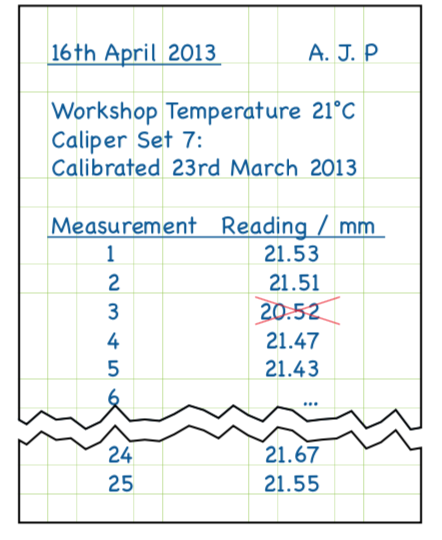 16th April 2013 A. J. P
Workshop Temperature 21°C
Caliper Set 7:
Calibrated 23rd March 2013
Measurement Reading / mm
1 21.53
2 21.51
3 20.52
4 21.47
5 21.43
6 ...
24 21.67
25 21.55